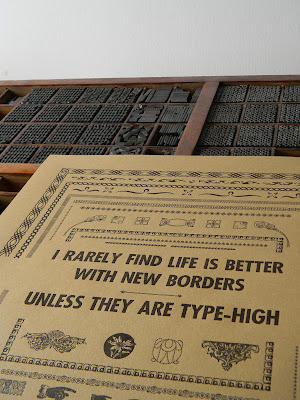 I RARELY FIND LIFE IS BETTER
WITH NEW BORDERS
UNLESS THEY ARE TYPE-HIGH